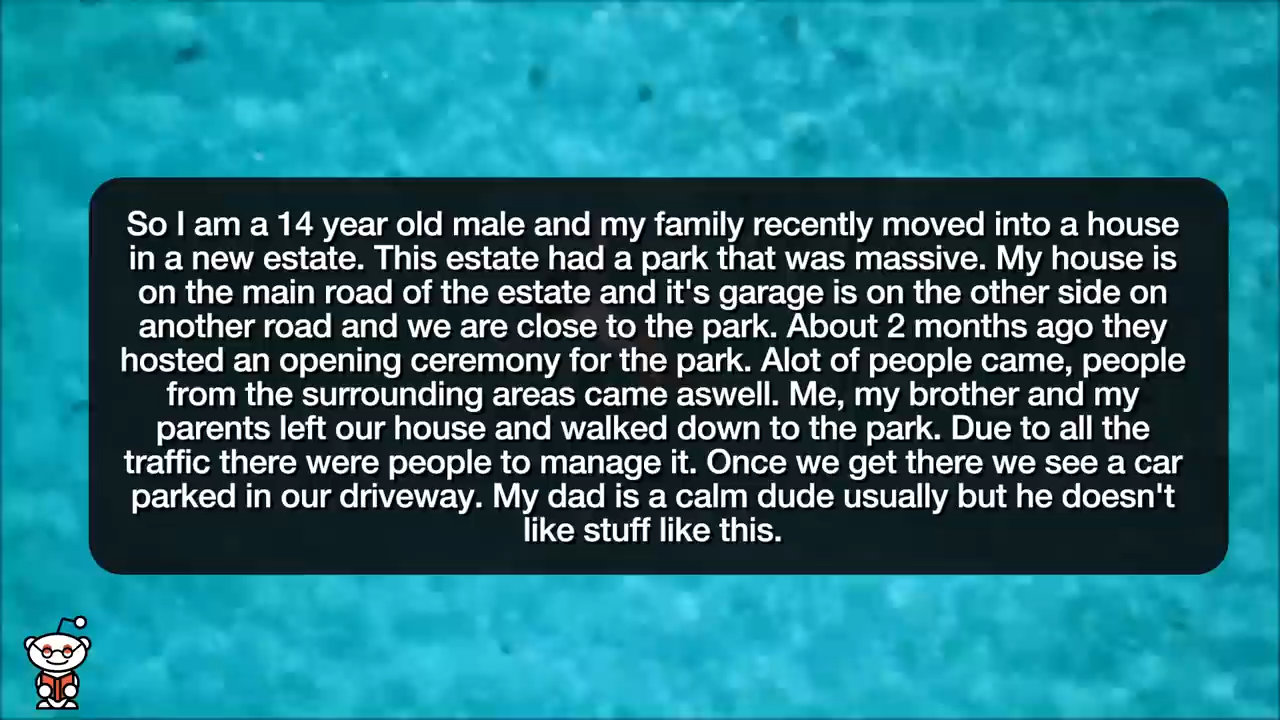 So I am a 14 year old male and my family recently moved into a house
in a new estate. This estate had a park that was massive. My house is
on the main road of the estate and it's garage is on the other side on
another road and we are close to the park. About 2 months ago they
hosted an opening ceremony for the park. Alot of people came, people
from the surrounding areas came aswell. Me, my brother and my
parents left our house and walked down to the park. Due to all the
traffic there were people to manage it. Once we get there we see a car
parked in our driveway. My dad is a calm dude usually but he doesn't
like stuff like this.